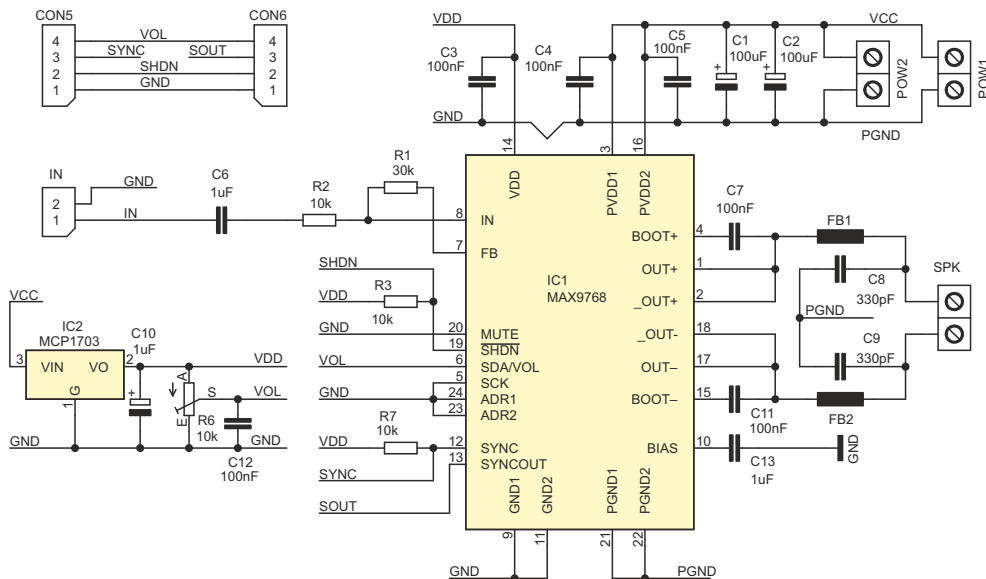 CON5
CON6
4
VOL
4
3
SYNC
SOUT
3
2
SHDN
2
1
GND
1
VDD
VCC
C3
100nF
C4
100nF
C5
100nF
C1
100uF
+
C2
100uF
+
POW2
POW1
GND
PGND
14
3
16
VDD
PVDD1
PVDD2
IN
2
GND
1
IN
C6
1uF
R2
10k
R1
30k
8
IN
7
FB
IC1
MAX9768
SHDN
VDD
R3
10k
GND
20
MUTE
19
SHDN
VOL
6
SDA/VOL
5
SCK
GND
24
ADR1
23
ADR2
VDD
R7
10k
12
SYNC
13
SYNCOUT
SYNC
SOUT
BOOT+
4
OUT+
1
_OUT+
2
_OUT-
18
OUT–
17
BOOT–
15
BIAS
10
C7
100nF
FB1
C8
330pF
PGND
C9
330pF
FB2
SPK
C11
100nF
C13
1uF
GND
GND1
GND2
PGND1
PGND2
9
11
21
22
GND
PGND
VCC
IC2
MCP1703
3
VIN
VO
2
G
1
C10
1uF
+
VDD
A
S
E
VOL
R6
10k
GND
GND
C12
100nF